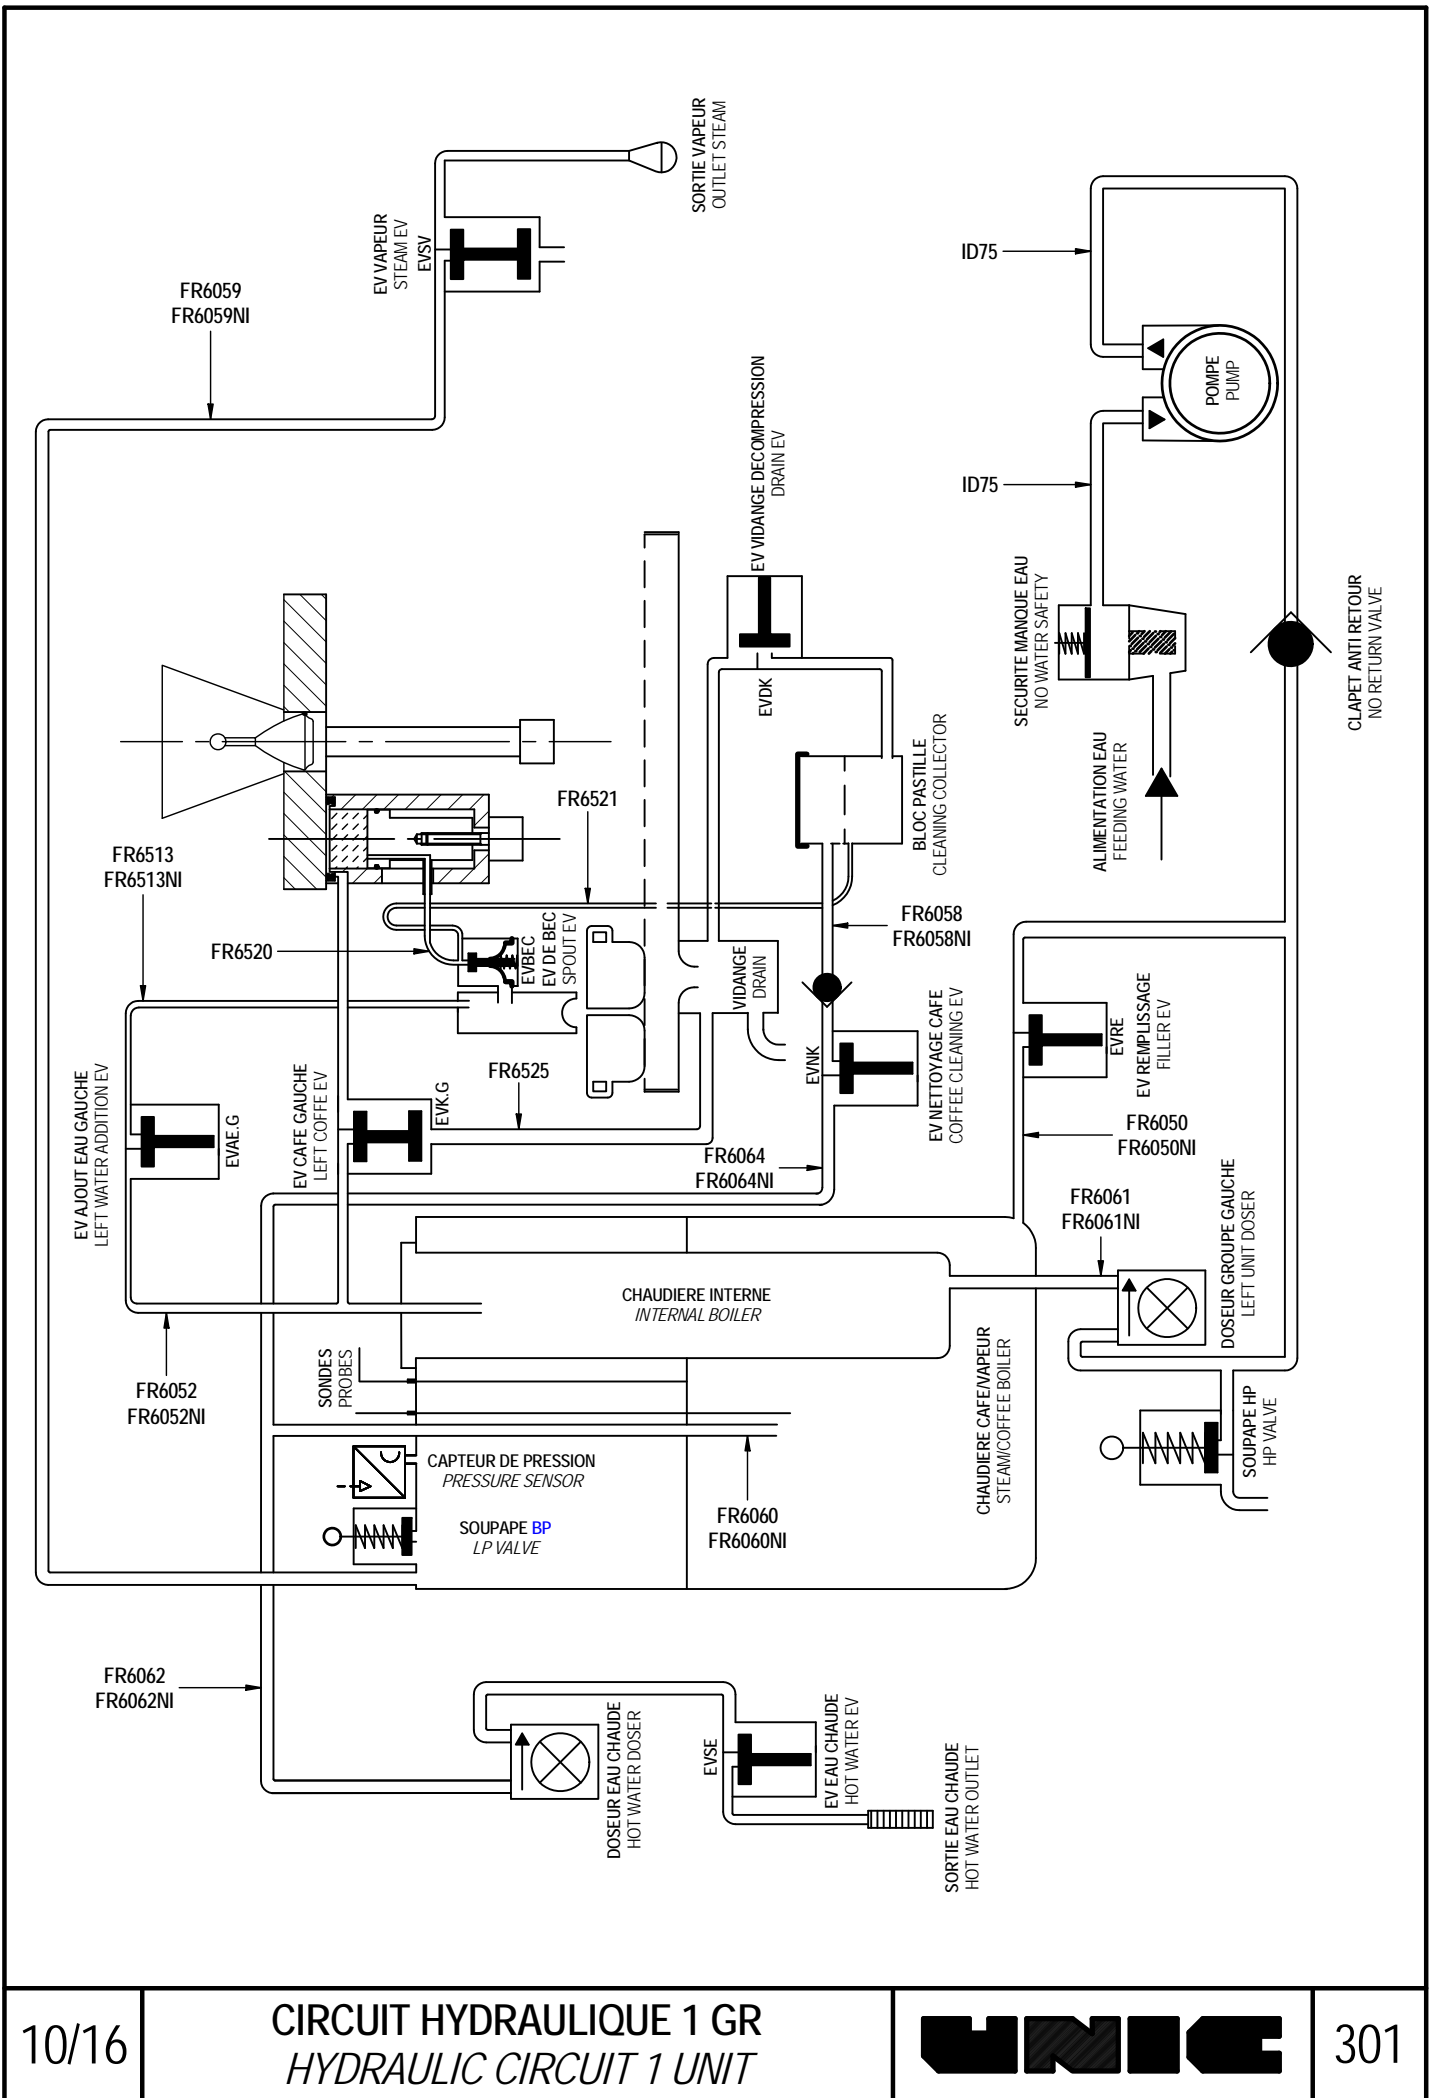 SORTIE VAPEUR
OUTLET STEAM
EV VAPEUR
STEAM EV
EVSV
FR6059
FR6059NI
ID75
POMPE
PUMP
ID75
EV VIDANGE DECOMPRESSION
DRAIN EV
EVDK
SECURITE MANQUE EAU
NO WATER SAFETY
CLAPET ANTI RETOUR
NO RETURN VALVE
ALIMENTATION EAU
FEEDING WATER
BLOC PASTILLE
CLEANING COLLECTOR
FR6521
FR6513
FR6513NI
FR6520
EVBEC
EV DE BEC
SPOUT EV
FR6058
FR6058NI
VIDANGE
DRAIN
EVNK
EV NETTOYAGE CAFE
COFFEE CLEANING EV
EVRE
EV REMPLISSAGE
FILLER EV
EV AJOUT EAU GAUCHE
LEFT WATER ADDITION EV
EVAE.G
EV CAFE GAUCHE
LEFT COFFE EV
EVK.G
FR6525
FR6064
FR6064NI
FR6050
FR6050NI
FR6061
FR6061NI
DOSEUR GROUPE GAUCHE
LEFT UNIT DOSER
CHAUDIERE INTERNE
INTERNAL BOILER
FR6052
FR6052NI
SONDES
PROBES
CHAUDIERE CAFE/VAPEUR
STEAM/COFFEE BOILER
SOUPAPE HP
HP VALVE
CAPTEUR DE PRESSION
PRESSURE SENSOR
SOUPAPE BP
LP VALVE
FR6060
FR6060NI
FR6062
FR6062NI
DOSEUR EAU CHAUDE
HOT WATER DOSER
EVSE
EV EAU CHAUDE
HOT WATER EV
SORTIE EAU CHAUDE
HOT WATER OUTLET
10/16
CIRCUIT HYDRAULIQUE 1 GR
HYDRAULIC CIRCUIT 1 UNIT
UNIC
301